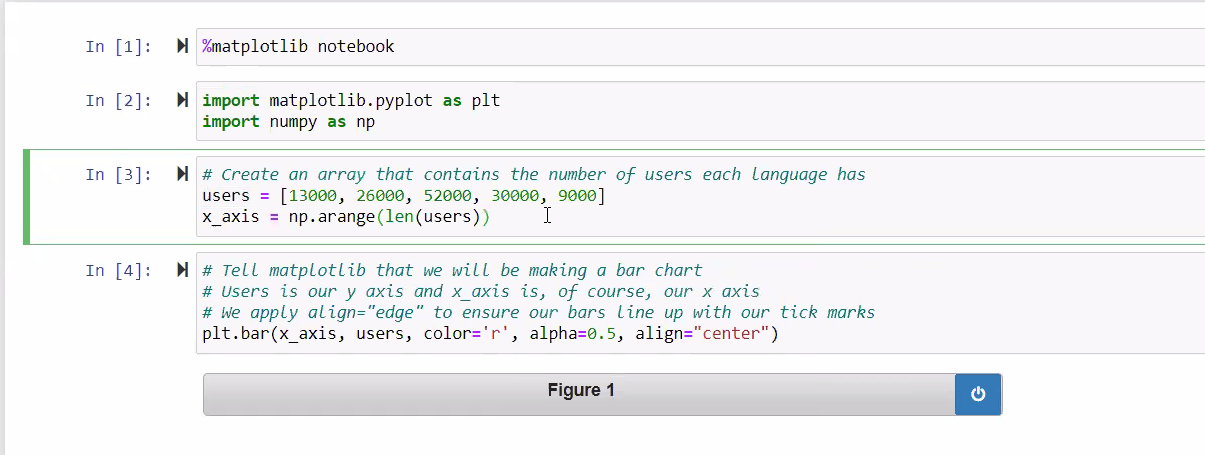 In [1]: %matplotlib notebook
In [2]: import matplotlib.pyplot as plt
import numpy as np
In [3]: # Create an array that contains the number of users each language has
users = [13000, 26000, 52000, 30000, 9000]
x_axis = np.arange(len(users))
In [4]: # Tell matplotlib that we will be making a bar chart
# Users is our y axis and x_axis is, of course, our x axis
# We apply align="edge" to ensure our bars line up with our tick marks
plt.bar(x_axis, users, color='r', alpha=0.5, align="center")
Figure 1